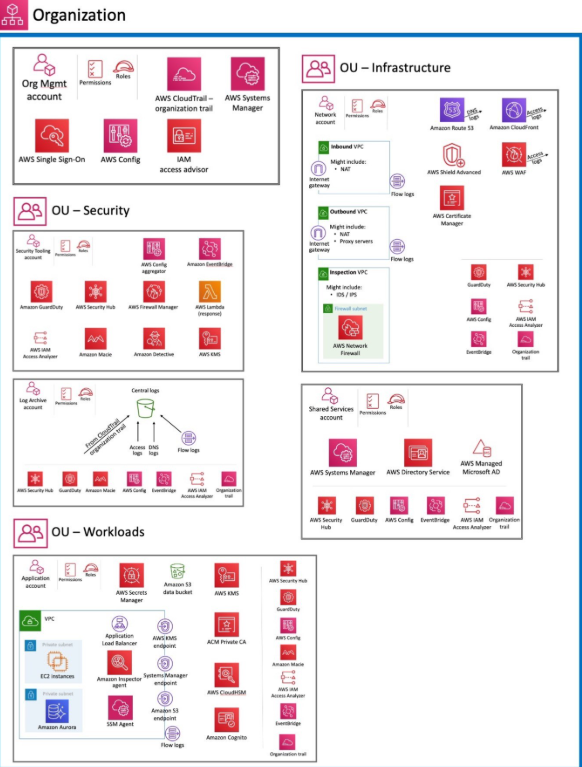 Organization
Org Mgmt
account
Permissions
Roles
AWS CloudTrail –
organization trail
AWS Systems
Manager
AWS Single Sign-On
AWS Config
IAM
access advisor
OU – Security
Security Tooling
account
Permissions
Roles
AWS Config
aggregator
Amazon EventBridge
Amazon GuardDuty
AWS Security Hub
AWS Firewall Manager
AWS Lambda
(response)
AWS IAM
Access Analyzer
Amazon Macie
Amazon Detective
AWS KMS
Log Archive
account
Permissions
Roles
Central logs
From CloudTrail
organization trail
Access
logs
DNS
logs
Flow logs
AWS Security Hub
GuardDuty
Amazon Macie
AWS Config
EventBridge
AWS IAM
Access Analyzer
Organization
trail
OU – Workloads
Application
account
Permissions
Roles
AWS Secrets
Manager
Amazon S3
data bucket
AWS KMS
VPC
Private subnet
EC2 instances
Private subnet
Amazon Aurora
Application
Load Balancer
Amazon Inspector
agent
SSM Agent
AWS KMS
endpoint
Systems Manager
endpoint
Amazon S3
endpoint
Flow logs
ACM Private CA
AWS CloudHSM
Amazon Cognito
AWS Security Hub
GuardDuty
AWS Config
Amazon Macie
AWS IAM
Access Analyzer
EventBridge
Organization trail
OU – Infrastructure
Network
account
Permissions
Roles
53
DNS
logs
Amazon Route 53
Access
logs
Amazon CloudFront
Inbound VPC
Might include:
• NAT
Internet
gateway
Flow logs
AWS Shield Advanced
Access
logs
AWS WAF
AWS Certificate
Manager
Outbound VPC
Might include:
• NAT
• Proxy servers
Internet
gateway
Flow logs
Inspection VPC
Might include:
• IDS / IPS
Firewall subnet
AWS Network
Firewall
GuardDuty
AWS Security Hub
AWS Config
AWS IAM
Access Analyzer
EventBridge
Organization
trail
Shared Services
account
Permissions
Roles
AWS Systems Manager
AWS Directory Service
AWS Managed
Microsoft AD
AWS Security
Hub
GuardDuty
AWS Config
EventBridge
AWS IAM
Access Analyzer
Organization
trail